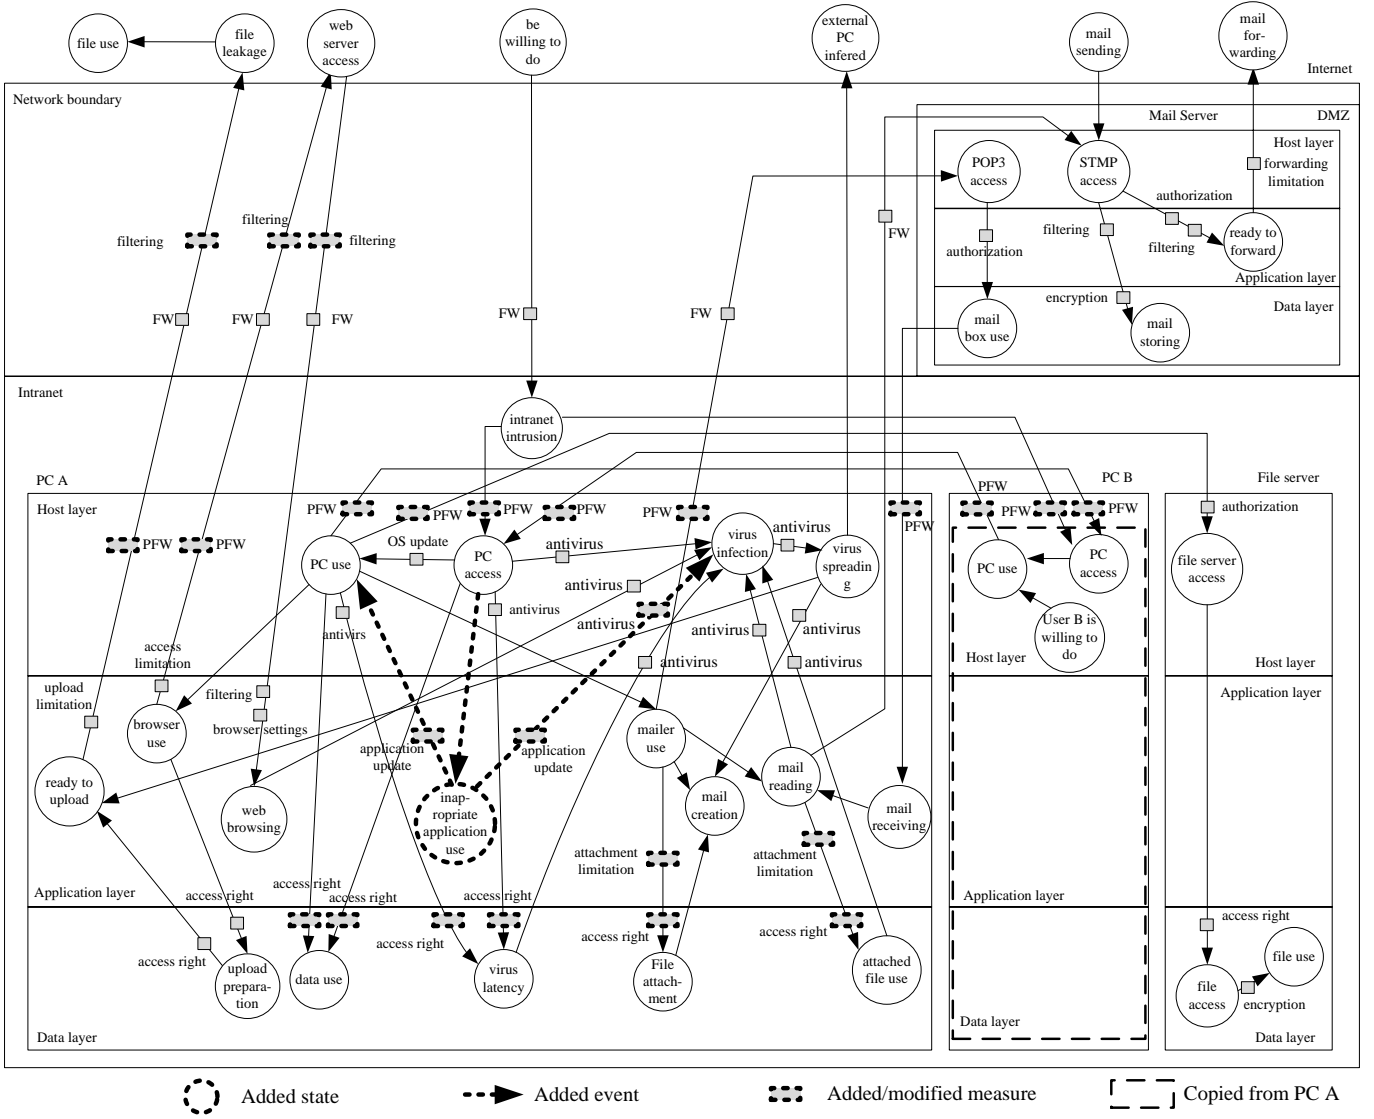 file use
file
leakage
web
server
access
be
willing to
do
external
PC
infered
mail
sending
mail
for-
warding
Internet
Network boundary
Mail Server
DMZ
Host layer
POP3
access
STMP
access
forwarding
limitation
authorization
filtering
filtering
filtering
FW
authorization
filtering
filtering
ready to
forward
Application layer
encryption
Data layer
FW
FW
FW
FW
FW
mail
box use
mail
storing
Intranet
intranet
intrusion
PC A
PC B
File server
Host layer
PFW
PFW
PFW
PFW
PFW
PFW
PFW
PFW
PFW
authorization
PFW
PFW
OS update
antivirus
antivirus
virus
infection
virus
spreadin
g
PC use
PC
access
PC use
PC
access
file server
access
antivirus
antivirs
antivirus
antivirus
antivirus
antivirus
User B is
willing to
do
access
limitation
antivirus
antivirus
Host layer
Host layer
upload
limitation
filtering
browser settings
Application layer
browser
use
mailer
use
application
update
application
update
ready to
upload
web
browsing
inap-
ropriate
application
use
mail
creation
mail
reading
mail
receiving
attachment
limitation
attachment
limitation
Application layer
access right
access right
access right
access right
Application layer
access right
access right
access right
access right
access right
upload
prepara-
tion
data use
virus
latency
File
attach-
ment
attached
file use
file use
file
access
encryption
Data layer
Data layer
Data layer
Added state
Added event
Added/modified measure
Copied from PC A